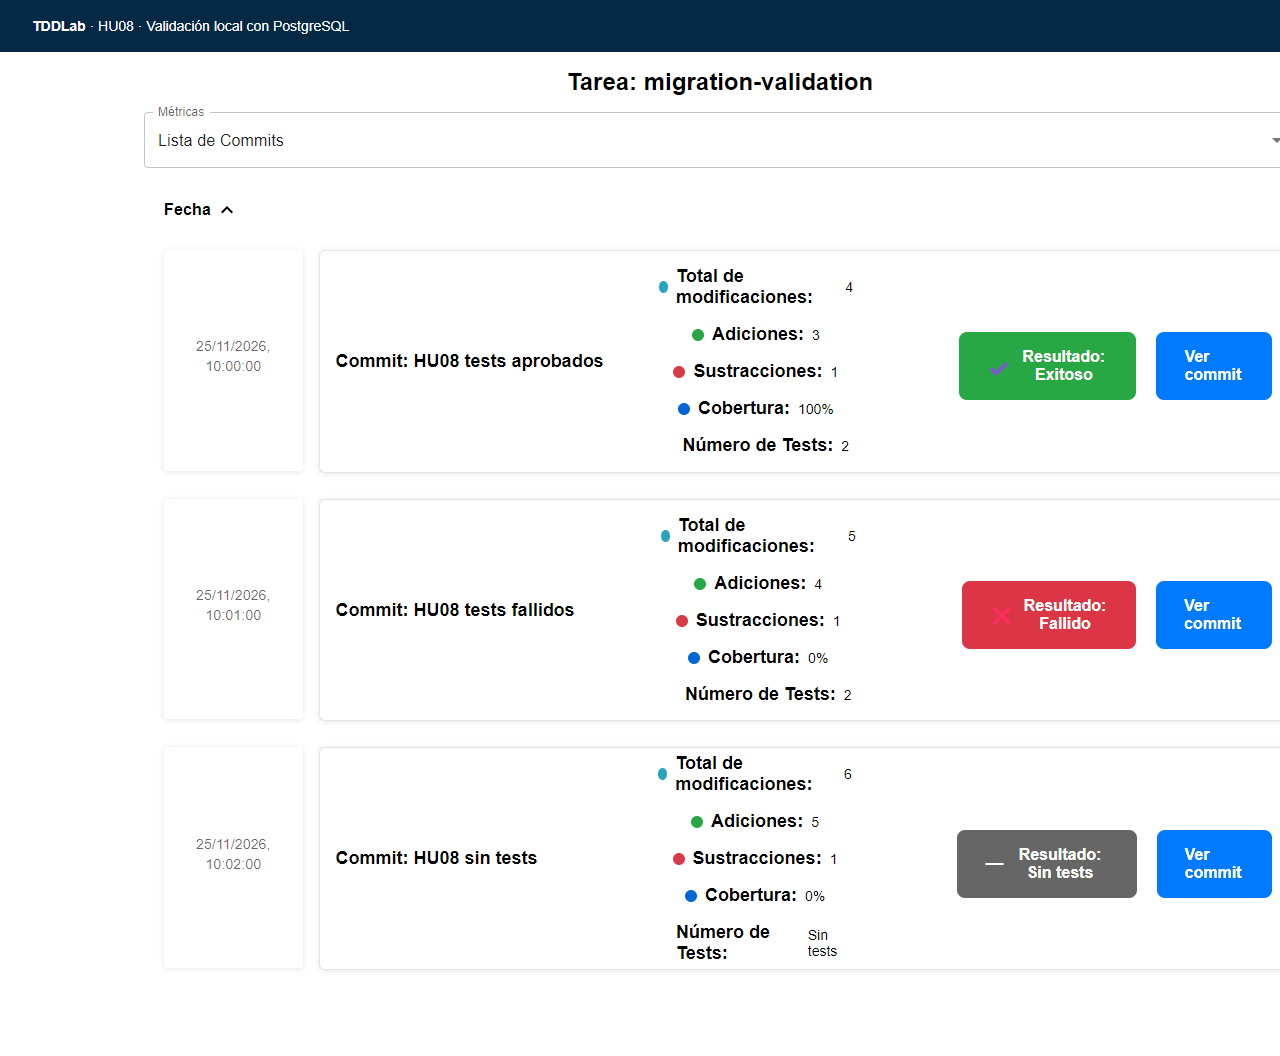 TDDLab · HU08 · Validación local con PostgreSQL
Tarea: migration-validation
Métricas
Lista de Commits
Fecha
25/11/2026,
10:00:00
Commit: HU08 tests aprobados
Total de
modificaciones: 4
Adiciones: 3
Sustracciones: 1
Cobertura: 100%
Número de Tests: 2
Resultado:
Exitoso
Ver
commit
25/11/2026,
10:01:00
Commit: HU08 tests fallidos
Total de
modificaciones: 5
Adiciones: 4
Sustracciones: 1
Cobertura: 0%
Número de Tests: 2
Resultado:
Fallido
Ver
commit
25/11/2026,
10:02:00
Commit: HU08 sin tests
Total de
modificaciones: 6
Adiciones: 5
Sustracciones: 1
Cobertura: 0%
Número de
Tests:
Sin
tests
Resultado:
Sin tests
Ver
commit